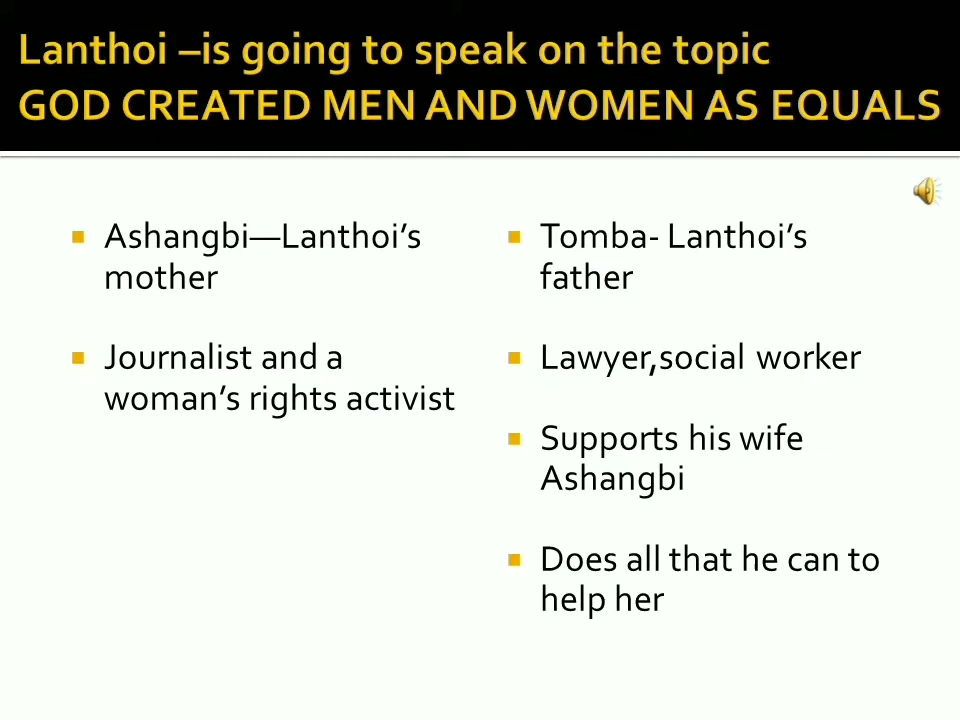 Lanthoi –is going to speak on the topic
GOD CREATED MEN AND WOMEN AS EQUALS
Ashangbi—Lanthoi’s
mother
Journalist and a
woman’s rights activist
Tomba- Lanthoi’s
father
Lawyer,social worker
Supports his wife
Ashangbi
Does all that he can to
help her